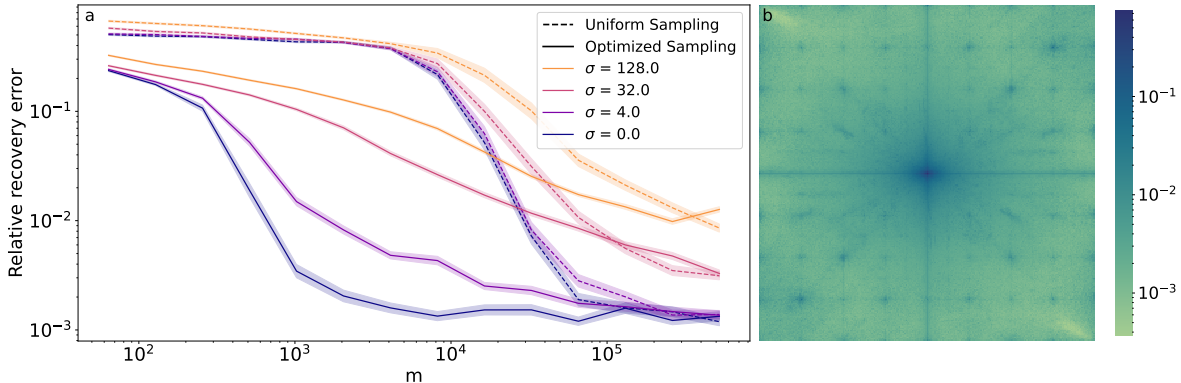 a
Uniform Sampling
Optimized Sampling
σ = 128.0
σ = 32.0
σ = 4.0
σ = 0.0
Relative recovery error
10⁻¹
10⁻²
10⁻³
10²
10³
10⁴
10⁵
m
b
10⁻¹
10⁻²
10⁻³